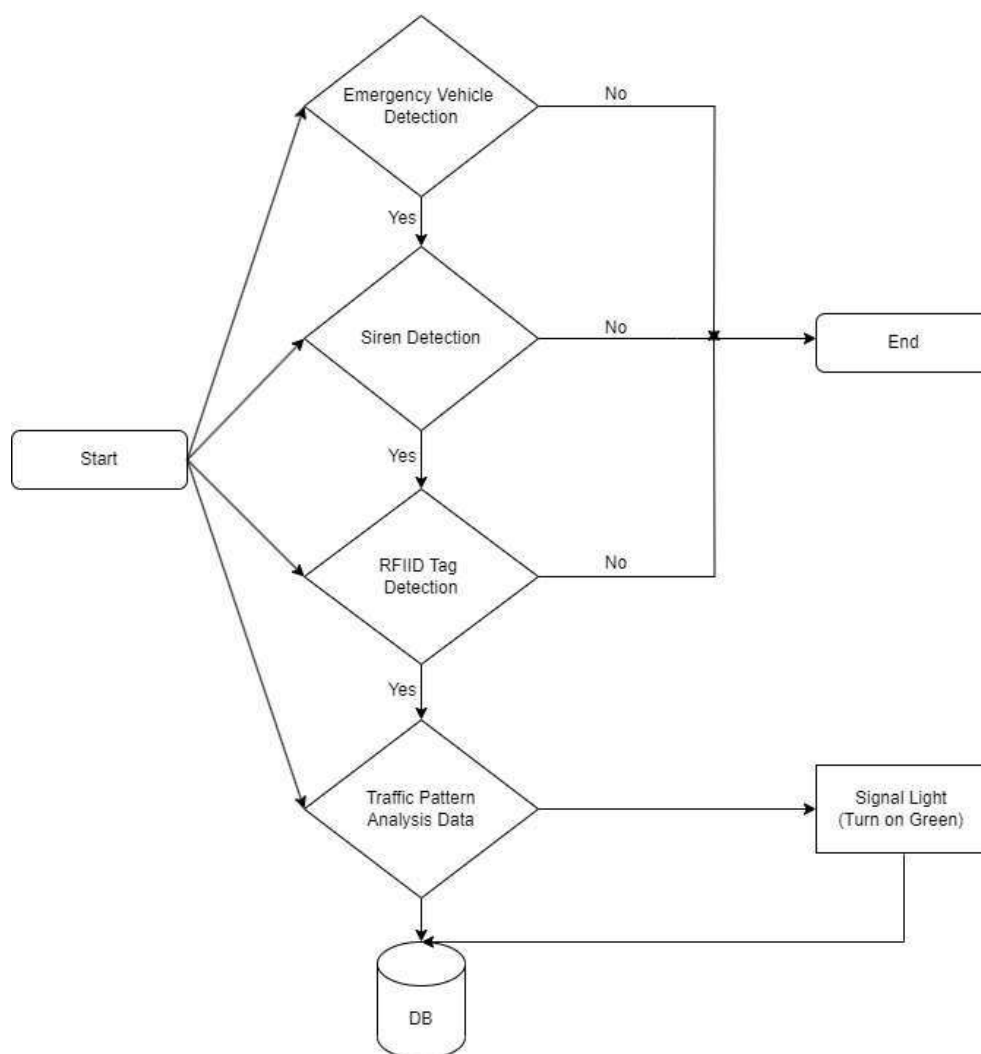 Emergency Vehicle
Detection
No
Yes
Siren Detection
No
End
Start
Yes
RFIID Tag
Detection
No
Yes
Traffic Pattern
Analysis Data
Signal Light
(Turn on Green)
DB